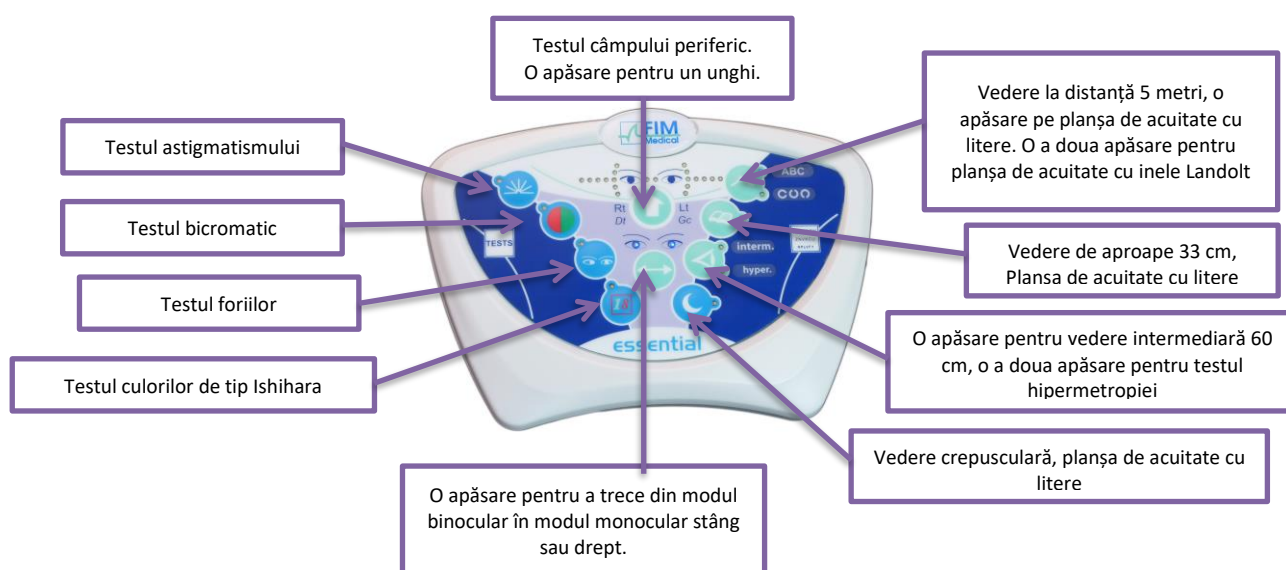 Testul câmpului periferic.
O apăsare pentru un unghi.
Vedere la distanță 5 metri, o
apăsare pe planșa de acuitate cu
litere. O a doua apăsare pentru
planșa de acuitate cu inele Landolt
Testul astigmatismului
Testul bicromatic
Testul foriilor
Testul culorilor de tip Ishihara
FIM
Medical
ABC
Rt
Lt
Dt
Gc
TESTS
interm.
hyper.
essential
Vedere de aproape 33 cm,
Plansa de acuitate cu litere
O apăsare pentru vedere intermediară 60
cm, o a doua apăsare pentru testul
hipermetropiei
Vedere crepusculară, planșa de acuitate cu
litere
O apăsare pentru a trece din modul
binocular în modul monocular stâng
sau drept.